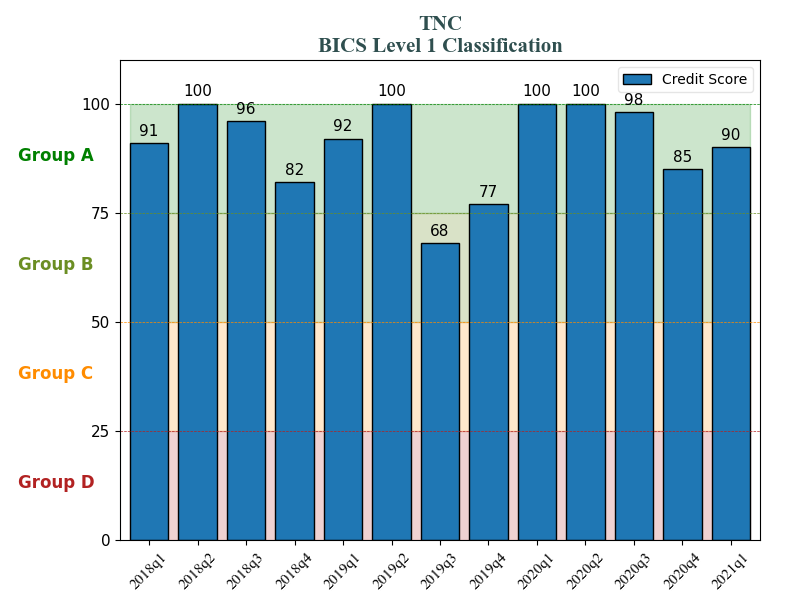 TNC
BICS Level 1 Classification
Credit Score
100
75
50
25
0
Group A
Group B
Group C
Group D
91
100
96
82
92
100
68
77
100
100
98
85
90
2018q1
2018q2
2018q3
2018q4
2019q1
2019q2
2019q3
2019q4
2020q1
2020q2
2020q3
2020q4
2021q1